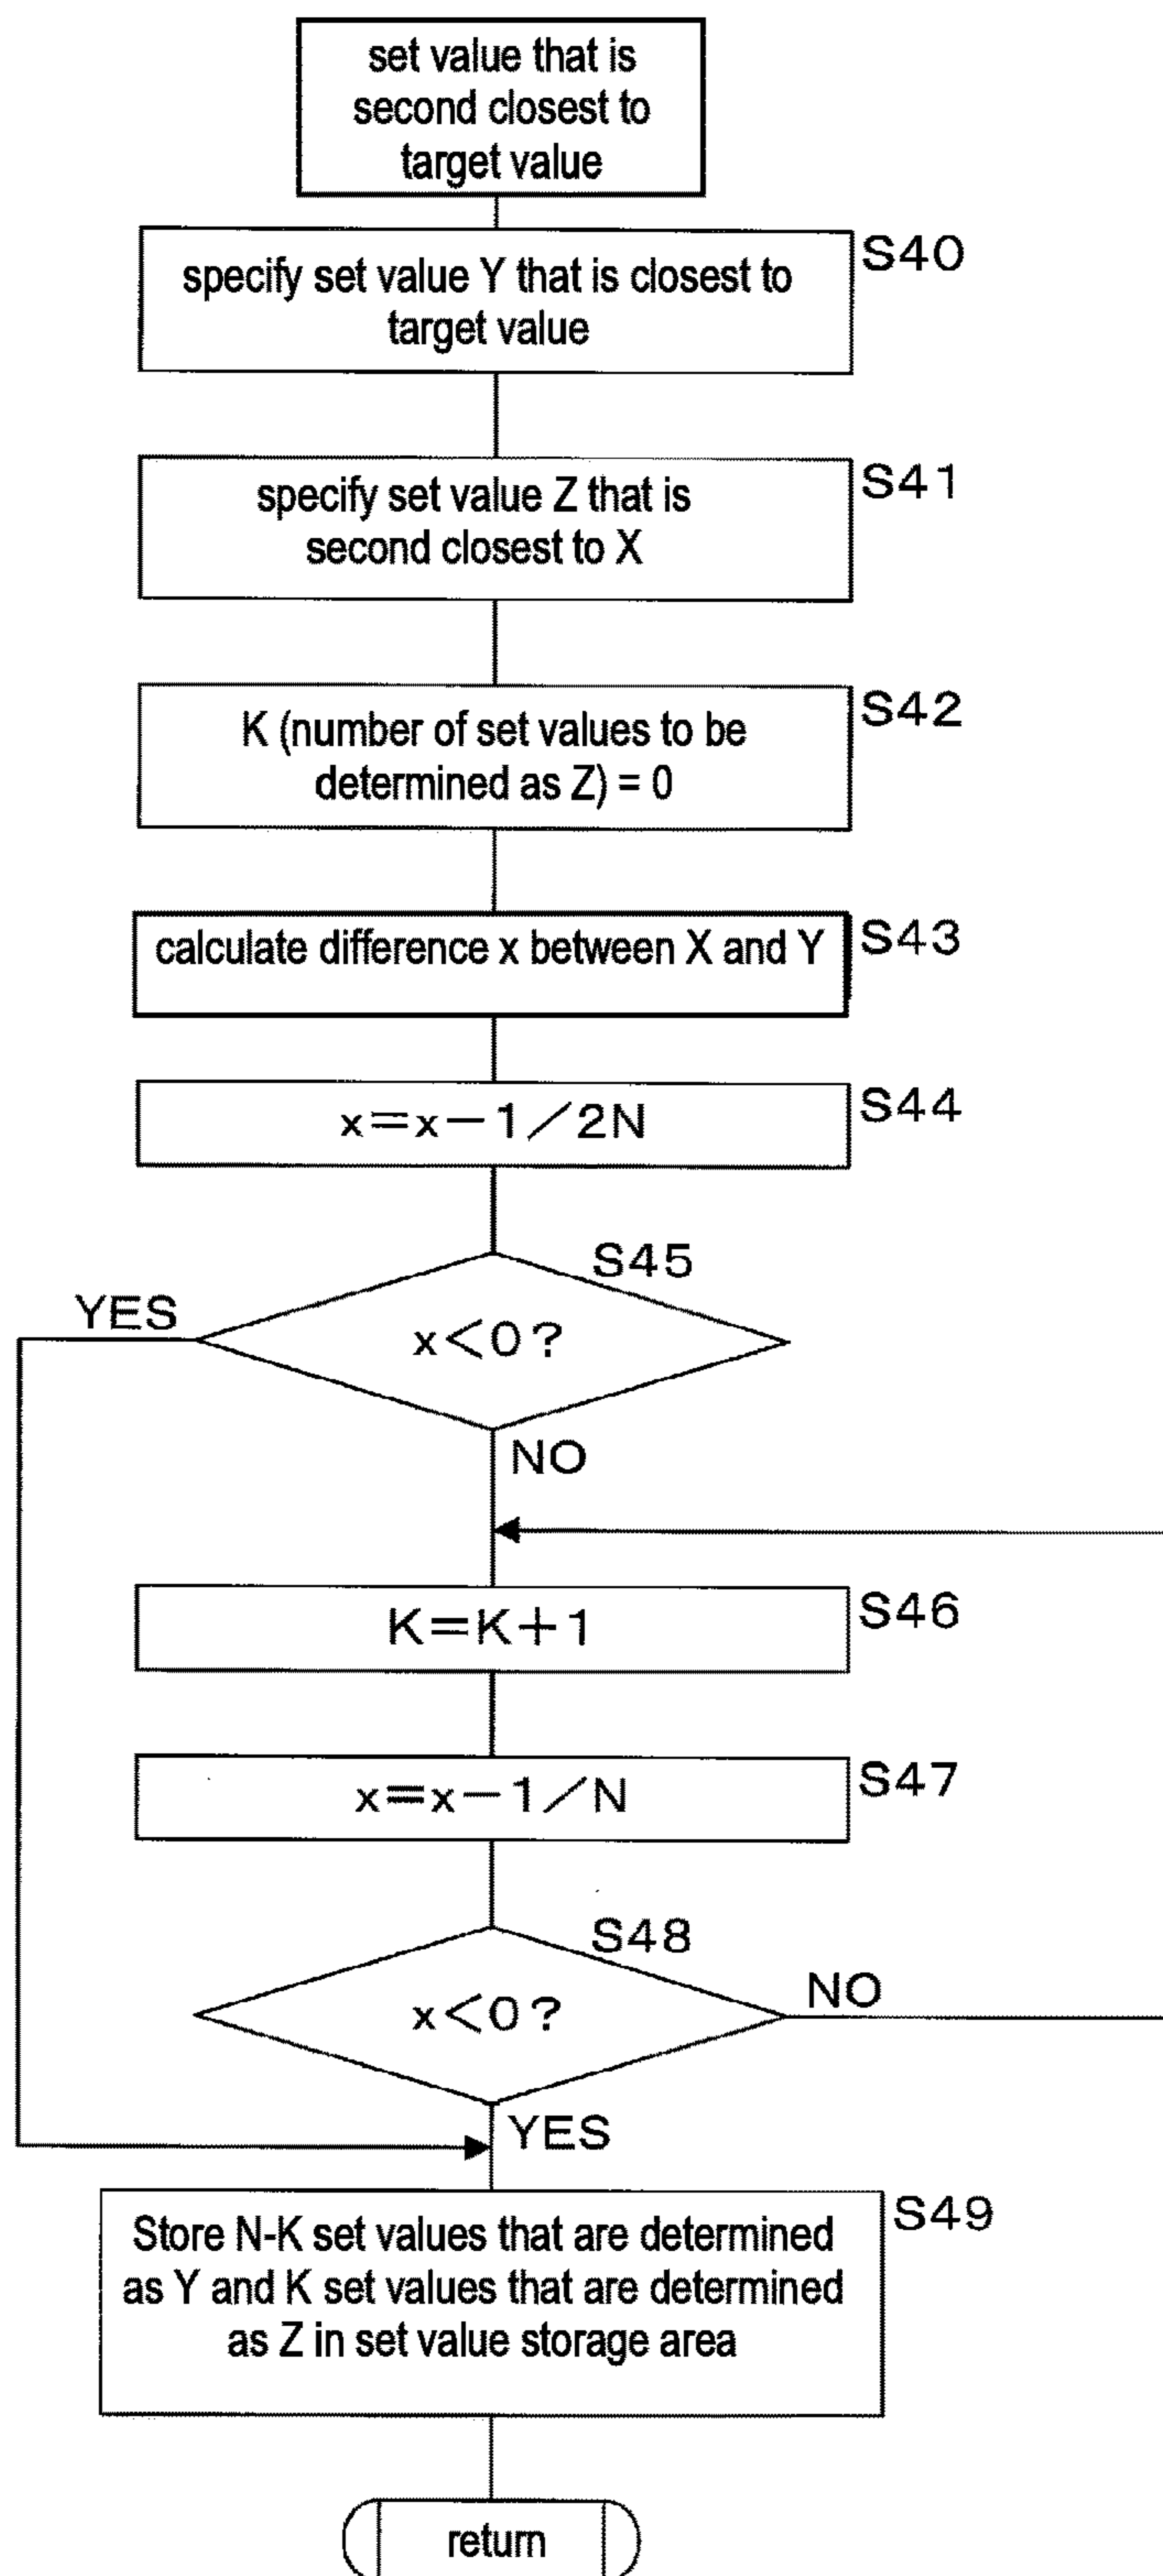 set value that is
second closest to
target value
S40
specify set value Y that is closest to
target value
S41
specify set value Z that is
second closest to X
S42
K (number of set values to be
determined as Z) = 0
calculate difference x between X and Y
S43
x=x−1/2N
S44
S45
YES
x<0?
NO
K=K+1
S46
x=x−1/N
S47
S48
x<0?
NO
YES
S49
Store N-K set values that are determined
as Y and K set values that are determined
as Z in set value storage area
return